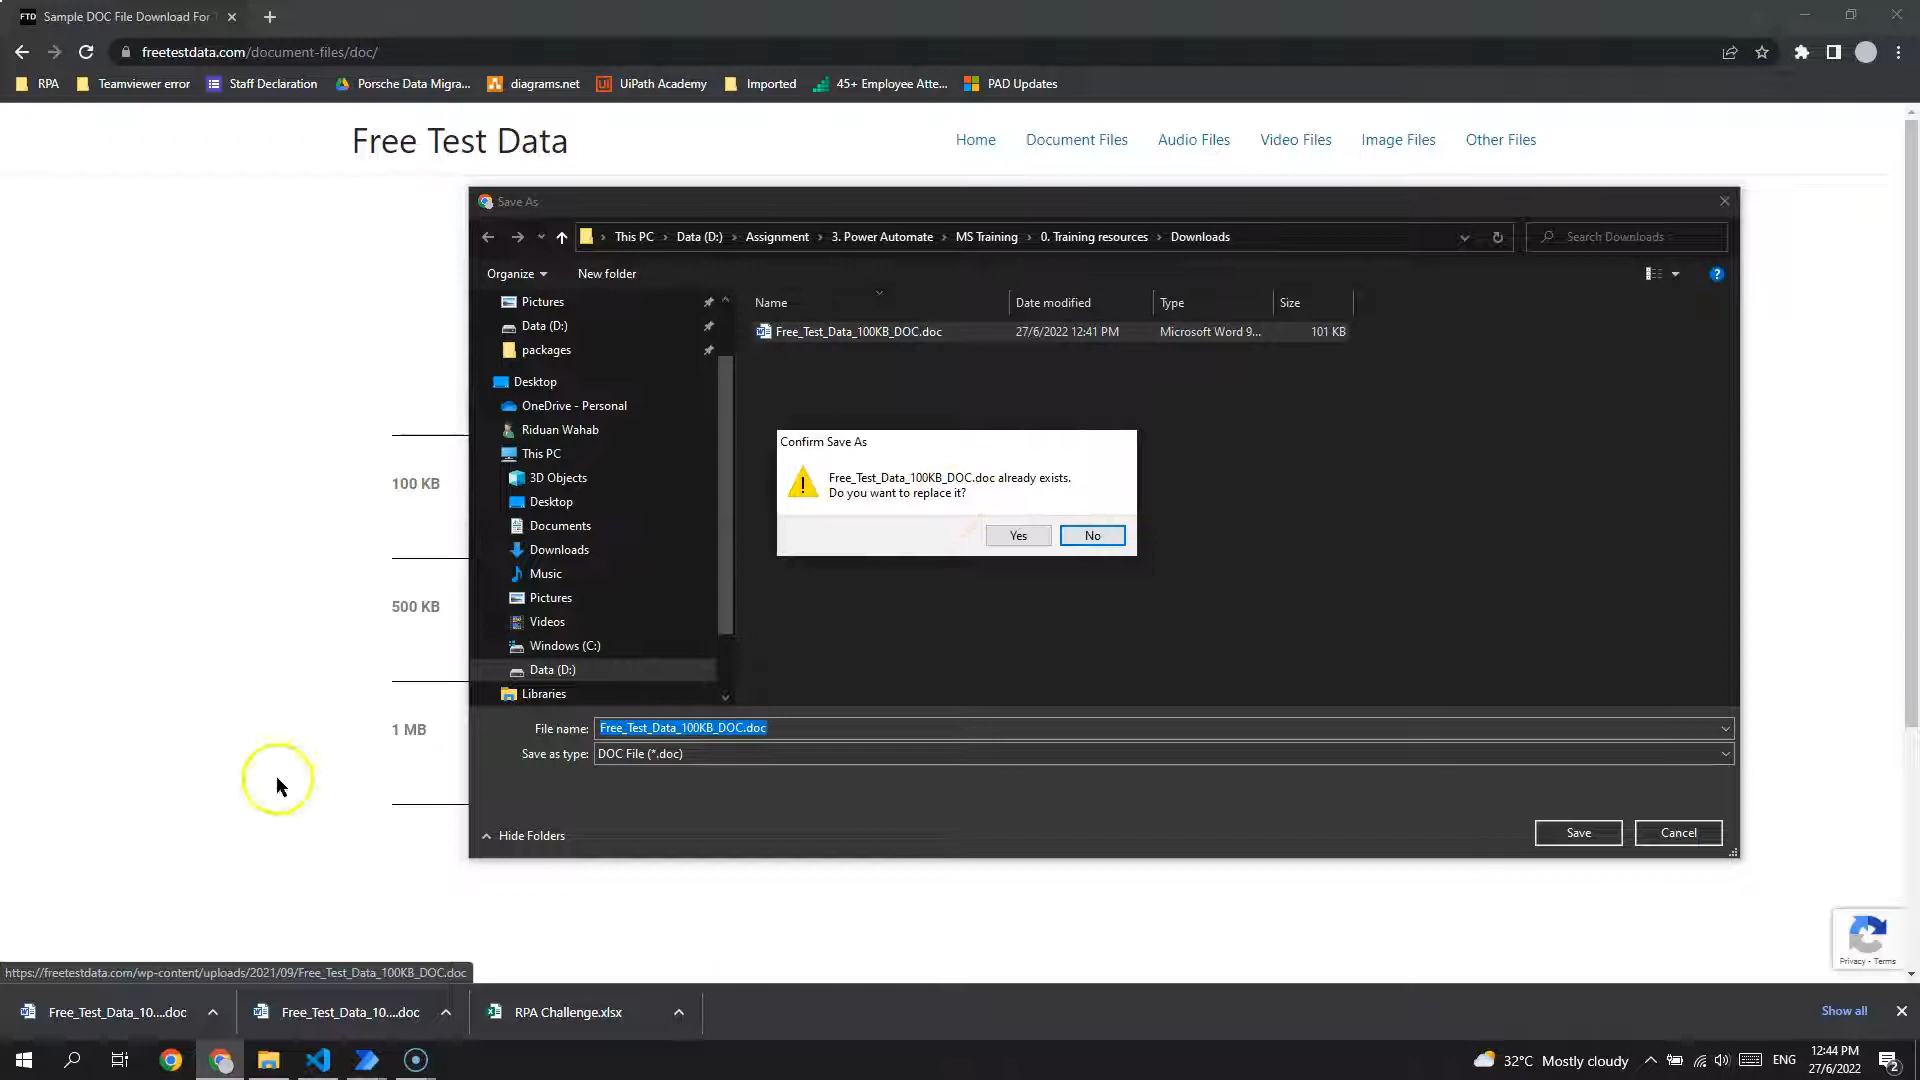 FTD Sample DOC File Download For T
freetestdata.com/document-files/doc/
RPA Teamviewer error Staff Declaration Porsche Data Migra... diagrams.net UiPath Academy Imported 45+ Employee Atte... PAD Updates
Free Test Data
Home Document Files Audio Files Video Files Image Files Other Files
Save As
This PC › Data (D:) › Assignment › 3. Power Automate › MS Training › 0. Training resources › Downloads
Search Downloads
Organize New folder
Name Date modified Type Size
Free_Test_Data_100KB_DOC.doc 27/6/2022 12:41 PM Microsoft Word 9... 101 KB
Pictures
Data (D:)
packages
Desktop
OneDrive - Personal
Riduan Wahab
This PC
3D Objects
Desktop
Documents
Downloads
Music
Pictures
Videos
Windows (C:)
Data (D:)
Libraries
Confirm Save As
Free_Test_Data_100KB_DOC.doc already exists.
Do you want to replace it?
Yes No
100 KB
500 KB
1 MB
File name: Free_Test_Data_100KB_DOC.doc
Save as type: DOC File (*.doc)
Hide Folders
Save Cancel
Privacy - Terms
https://freetestdata.com/wp-content/uploads/2021/09/Free_Test_Data_100KB_DOC.doc
Free_Test_Data_10....doc Free_Test_Data_10....doc RPA Challenge.xlsx Show all
32°C Mostly cloudy ENG 12:44 PM
27/6/2022
2